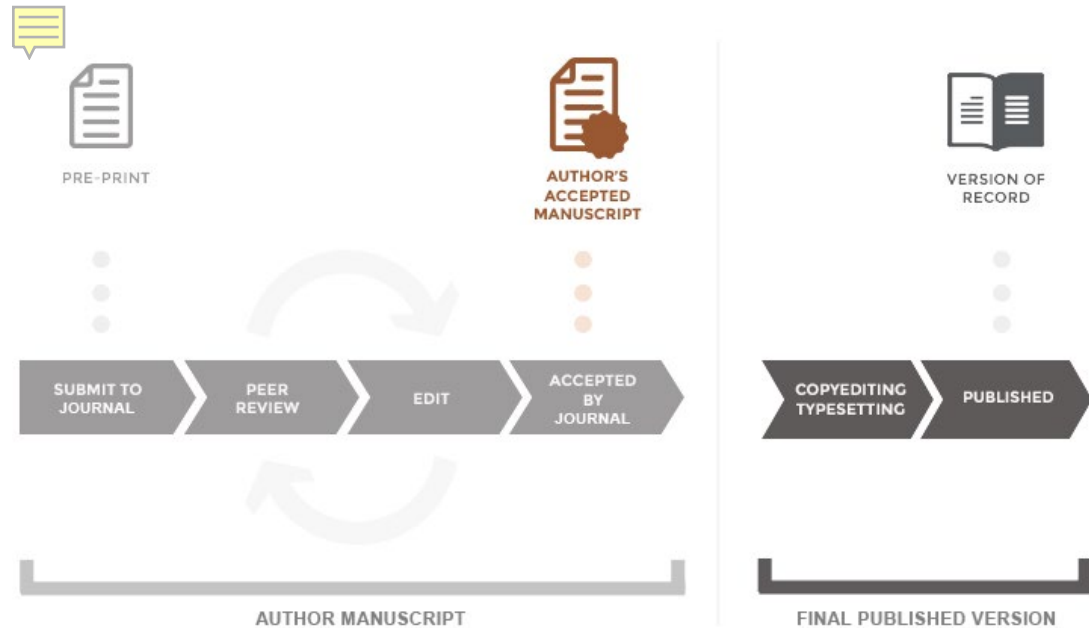 PRE-PRINT
AUTHOR'S
ACCEPTED
MANUSCRIPT
VERSION OF
RECORD
SUBMIT TO
JOURNAL
PEER
REVIEW
EDIT
ACCEPTED
BY
JOURNAL
COPYEDITING
TYPESETTING
PUBLISHED
AUTHOR MANUSCRIPT
FINAL PUBLISHED VERSION